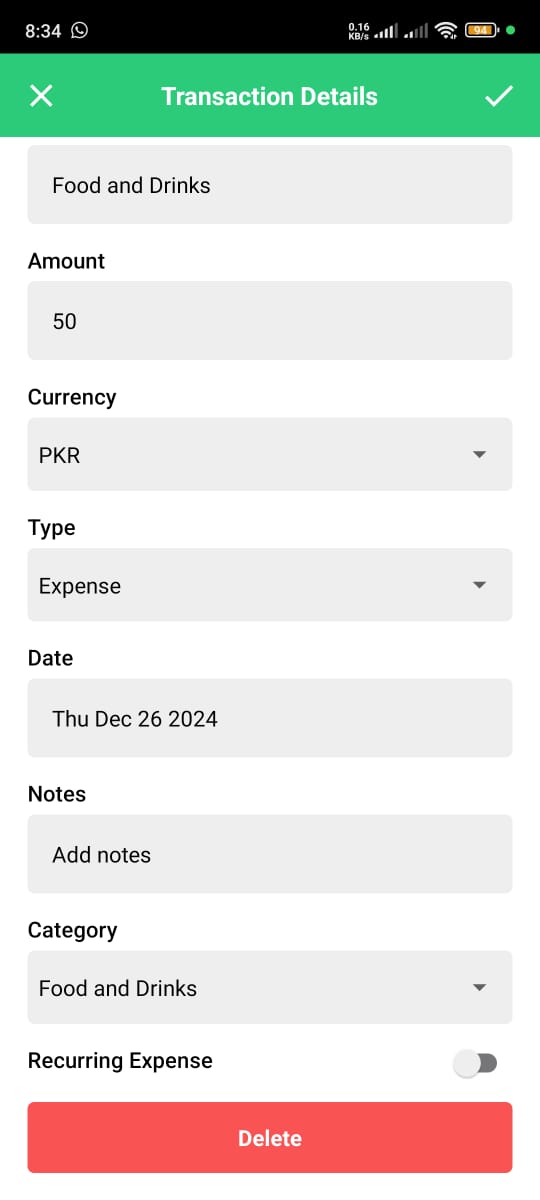 8:34
0.16
KB/s
94
Transaction Details
Food and Drinks
Amount
50
Currency
PKR
Type
Expense
Date
Thu Dec 26 2024
Notes
Add notes
Category
Food and Drinks
Recurring Expense
Delete